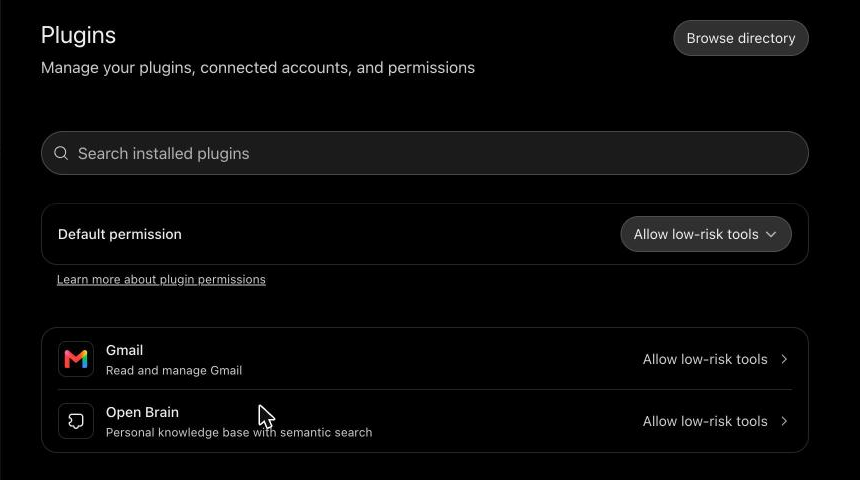 Plugins
Browse directory
Manage your plugins, connected accounts, and permissions
Search installed plugins
Default permission
Allow low-risk tools
Learn more about plugin permissions
Gmail
Read and manage Gmail
Allow low-risk tools
Open Brain
Personal knowledge base with semantic search
Allow low-risk tools